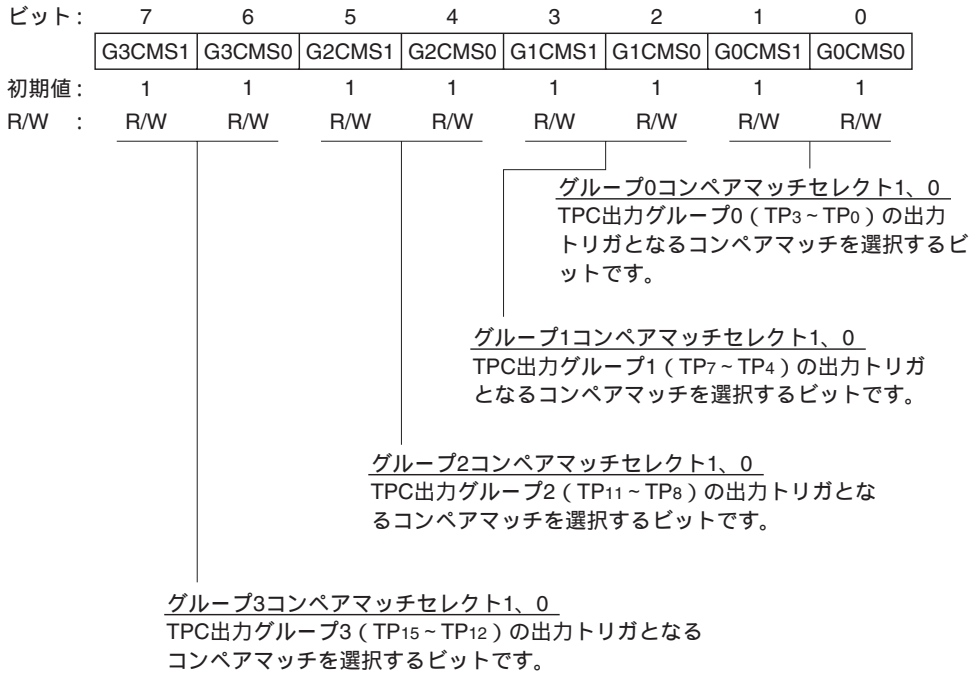 ビット： 7 6 5 4 3 2 1 0
G3CMS1 G3CMS0 G2CMS1 G2CMS0 G1CMS1 G1CMS0 G0CMS1 G0CMS0
初期値： 1 1 1 1 1 1 1 1
R/W ： R/W R/W R/W R/W R/W R/W R/W R/W
グループ0コンペアマッチセレクト1、0
TPC出力グループ0（TP3～TP0）の出力
トリガとなるコンペアマッチを選択するビ
ットです。
グループ1コンペアマッチセレクト1、0
TPC出力グループ1（TP7～TP4）の出力トリガ
となるコンペアマッチを選択するビットです。
グループ2コンペアマッチセレクト1、0
TPC出力グループ2（TP11～TP8）の出力トリガとな
るコンペアマッチを選択するビットです。
グループ3コンペアマッチセレクト1、0
TPC出力グループ3（TP15～TP12）の出力トリガとなる
コンペアマッチを選択するビットです。